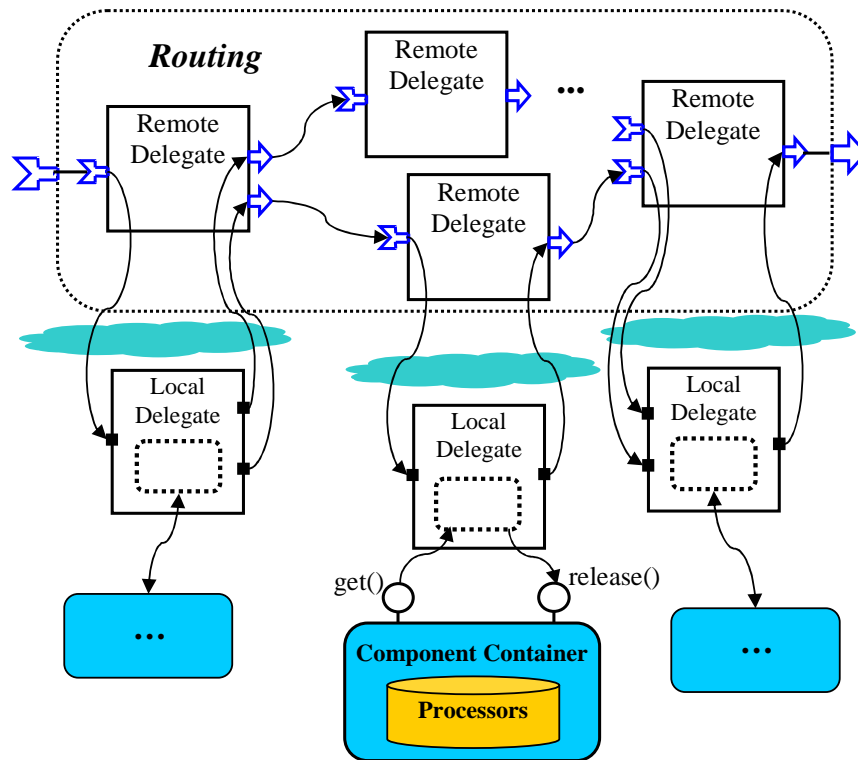 Routing
Remote
Delegate
...
Remote
Delegate
Remote
Delegate
Remote
Delegate
Local
Delegate
Local
Delegate
Local
Delegate
get()
release()
...
Component Container
Processors
...